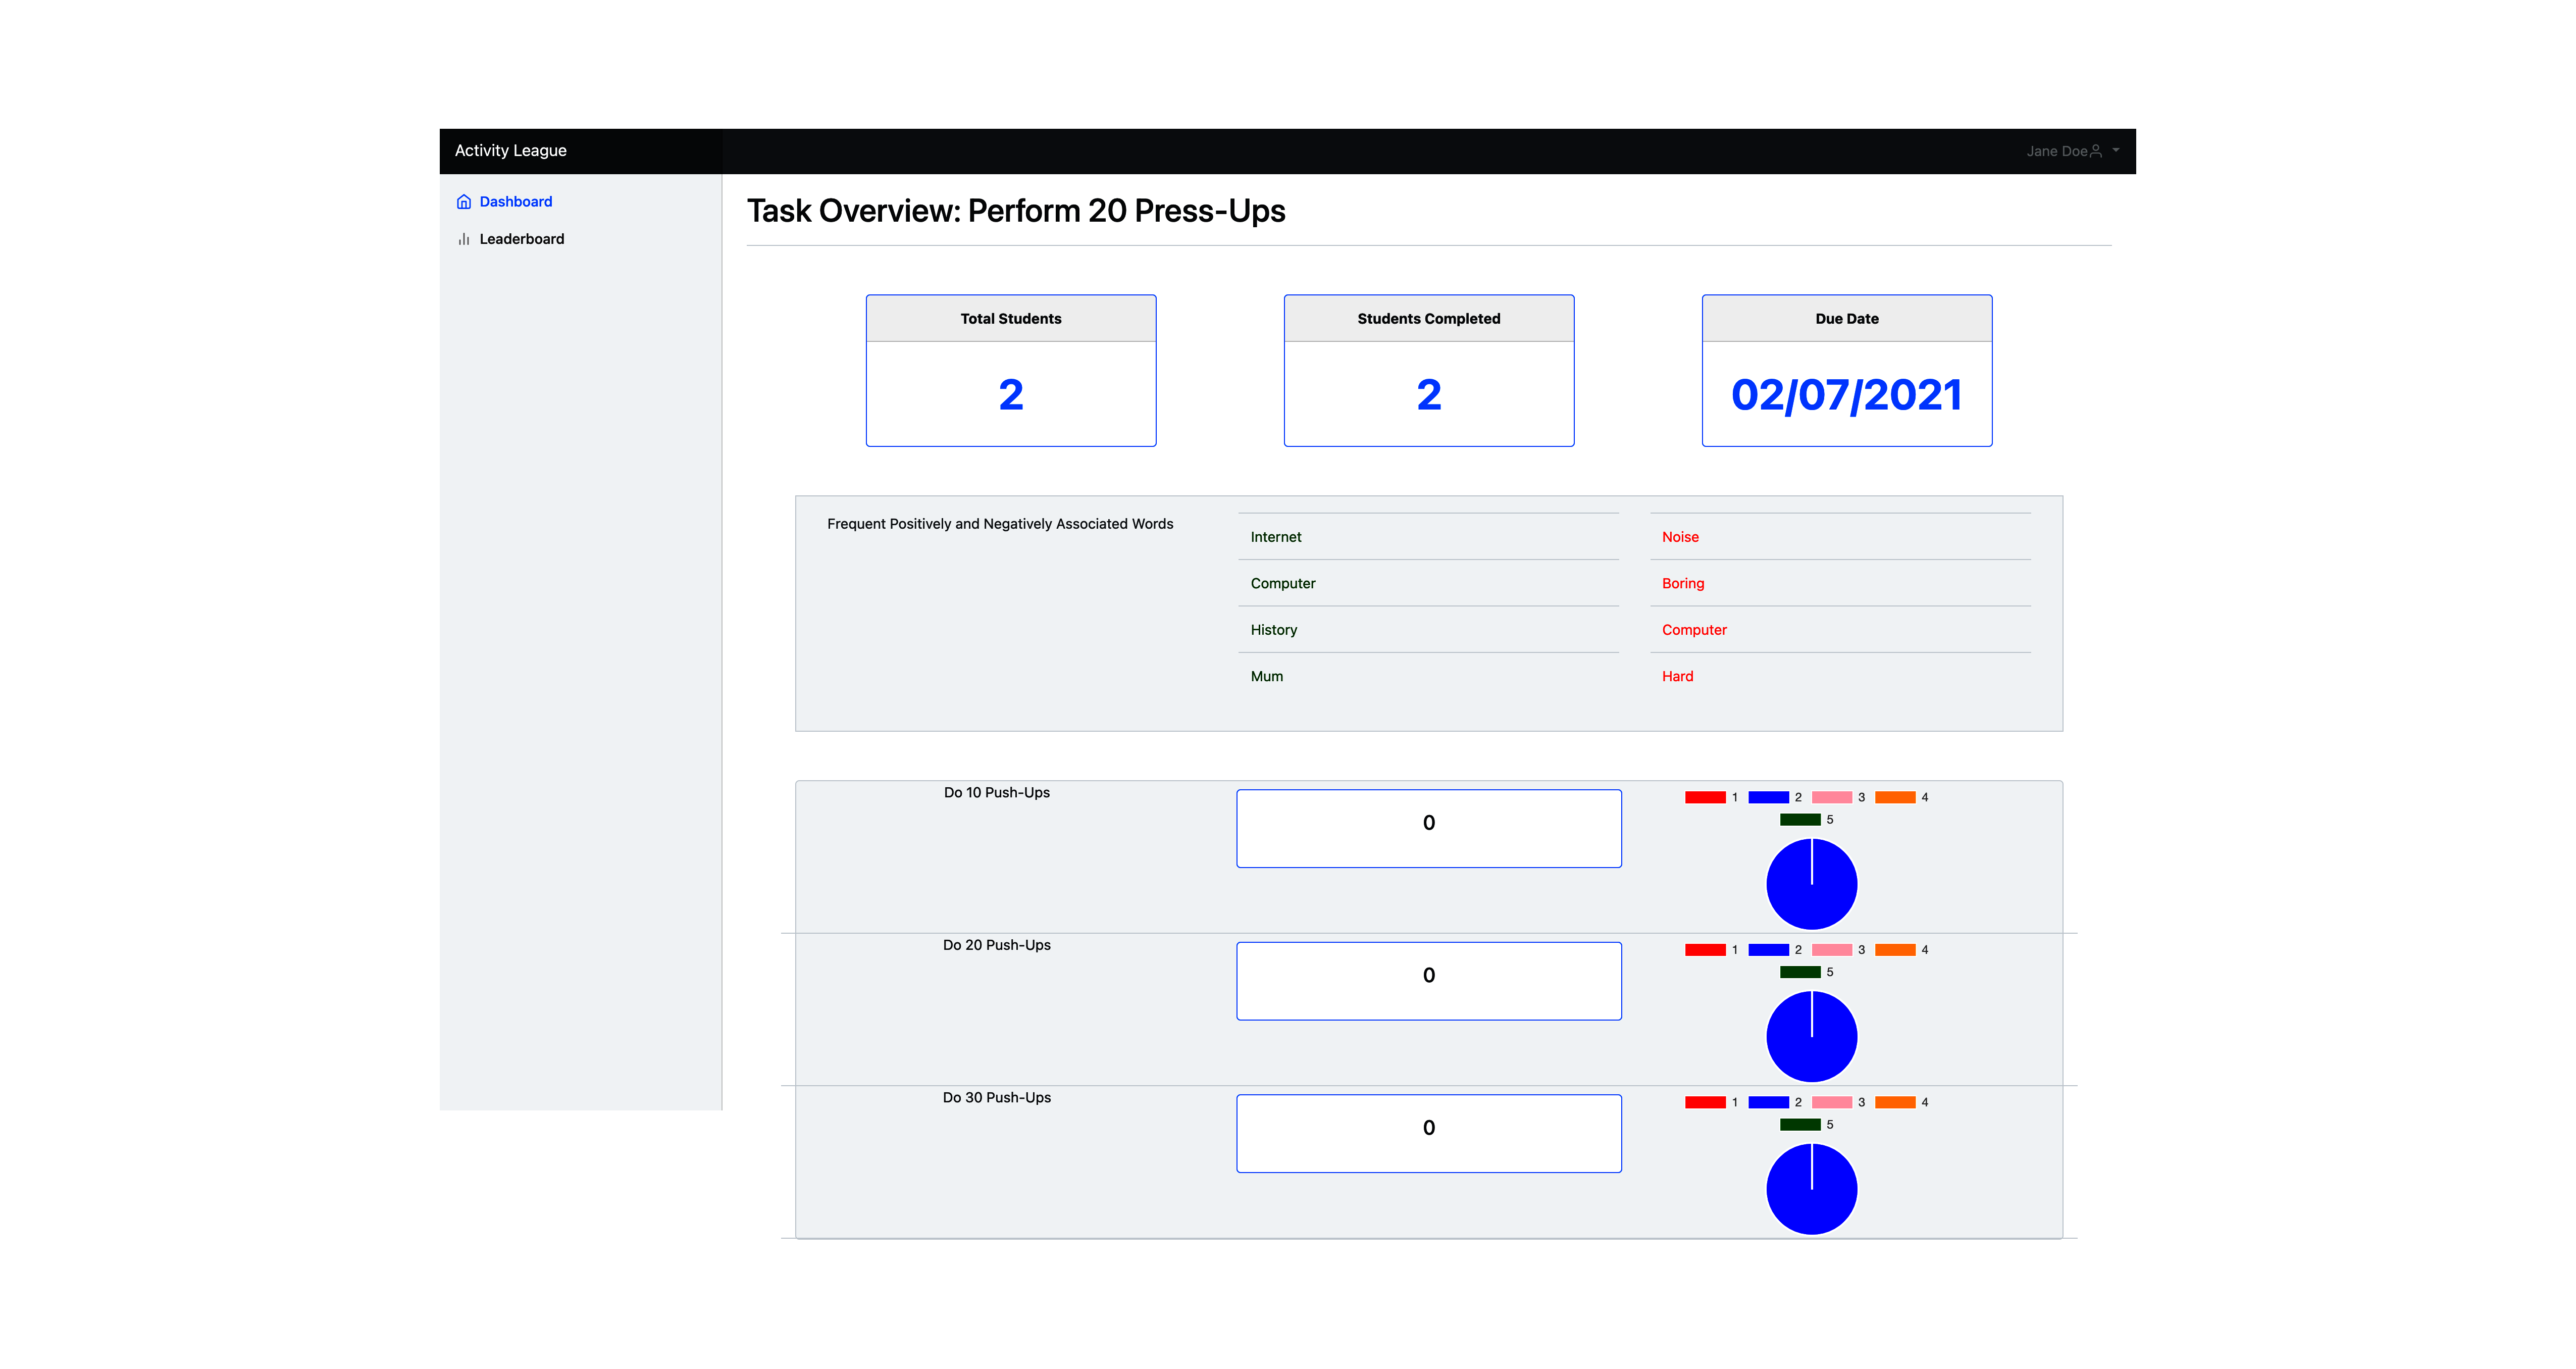 Activity League
Jane Doe
Dashboard
Leaderboard
Task Overview: Perform 20 Press-Ups
Total Students
2
Students Completed
2
Due Date
02/07/2021
Frequent Positively and Negatively Associated Words
Internet
Computer
History
Mum
Noise
Boring
Computer
Hard
Do 10 Push-Ups
0
1 2 3 4
5
Do 20 Push-Ups
0
1 2 3 4
5
Do 30 Push-Ups
0
1 2 3 4
5